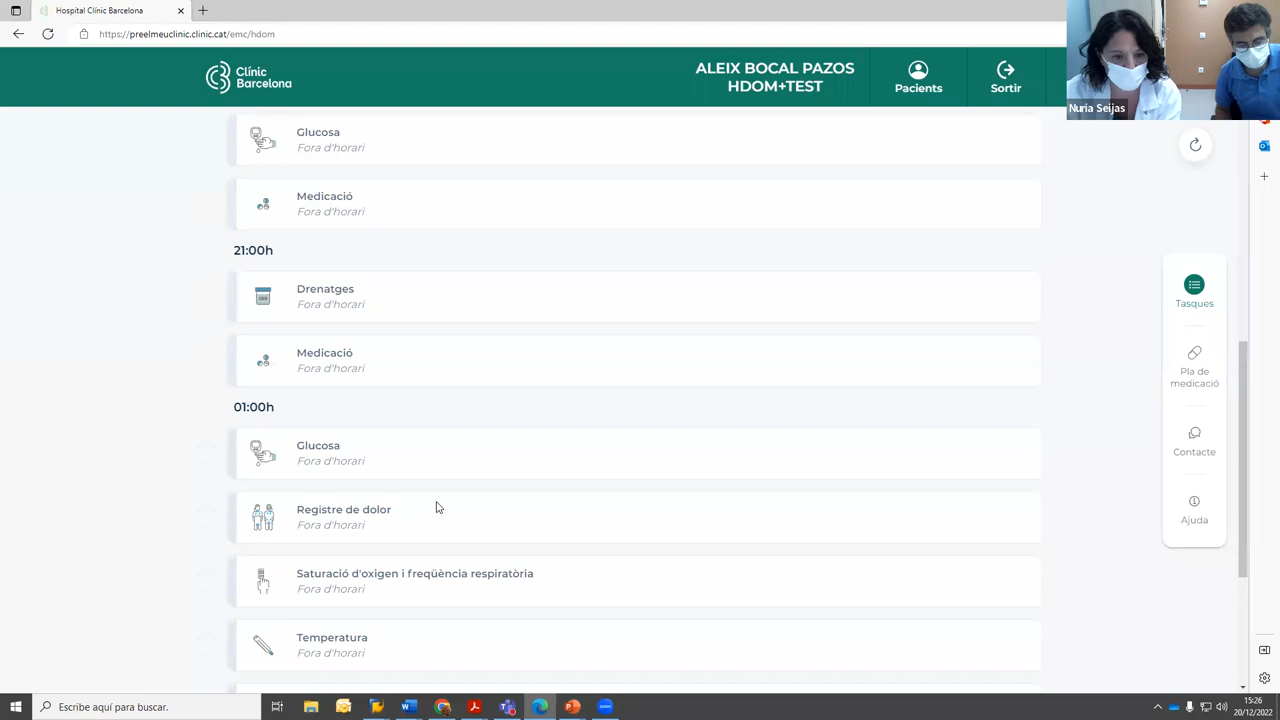 Hospital Clínic Barcelona
https://preelmeuclinic.clinic.cat/emc/hdom
Clínic
Barcelona
ALEIX BOCAL PAZOS
HDOM+TEST
Pacients
Sortir
Nuria Seijas
Glucosa
Fora d'horari
Medicació
Fora d'horari
21:00h
Drenatges
Fora d'horari
Medicació
Fora d'horari
01:00h
Glucosa
Fora d'horari
Registre de dolor
Fora d'horari
Saturació d'oxigen i freqüència respiratòria
Fora d'horari
Temperatura
Fora d'horari
Tasques
Pla de
medicació
Contacte
Ajuda
Escribe aquí para buscar.
15:26
20/12/2022